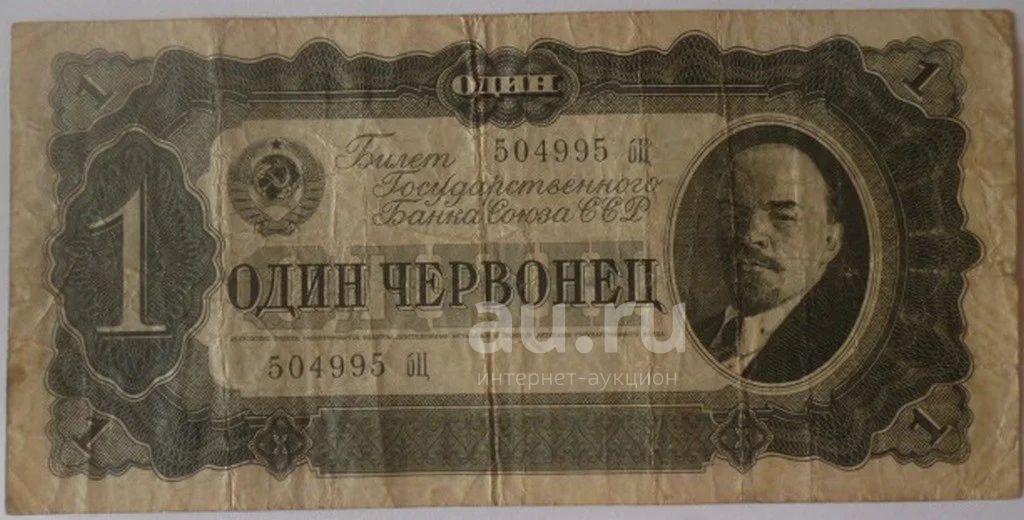 1 ОДИН 1
Билет 504995 бЦ
Государственного
Банка Союза ССР
1
ОДИН ЧЕРВОНЕЦ
au.ru
504995 бЦ
интернет-аукцион
1 1